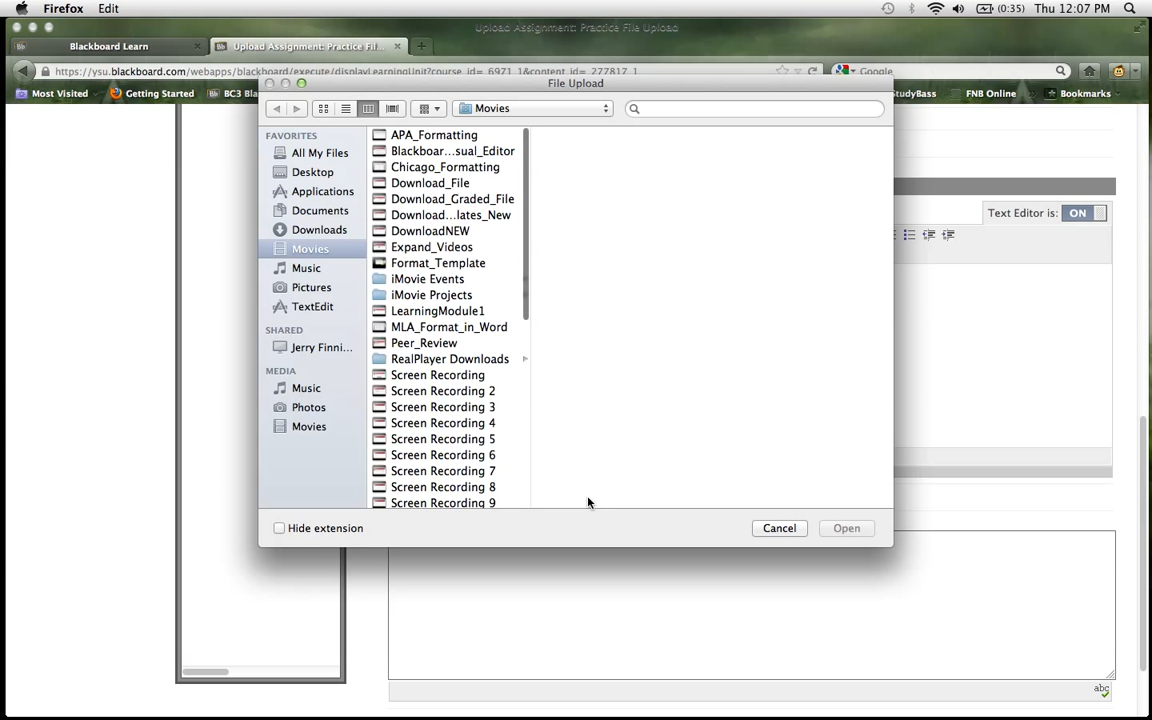 Firefox Edit (0:35) Thu 12:07 PM
Upload Assignment: Practice File Upload
Blackboard Learn Upload Assignment: Practice Fil...
https://ysu.blackboard.com/webapps/blackboard/execute/displayLearningUnit?course_id=_6971_1&content_id=_277817_1 Google
Most Visited Getting Started BC3 Bl StudyBass FNB Online Bookmarks
File Upload
Movies
FAVORITES
All My Files
Desktop
Applications
Documents
Downloads
Movies
Music
Pictures
TextEdit
SHARED
Jerry Finni...
MEDIA
Music
Photos
Movies
APA_Formatting
Blackboar...sual_Editor
Chicago_Formatting
Download_File
Download_Graded_File
Download...lates_New
DownloadNEW
Expand_Videos
Format_Template
iMovie Events
iMovie Projects
LearningModule1
MLA_Format_in_Word
Peer_Review
RealPlayer Downloads
Screen Recording
Screen Recording 2
Screen Recording 3
Screen Recording 4
Screen Recording 5
Screen Recording 6
Screen Recording 7
Screen Recording 8
Screen Recording 9
Hide extension Cancel Open
Text Editor is: ON
abc